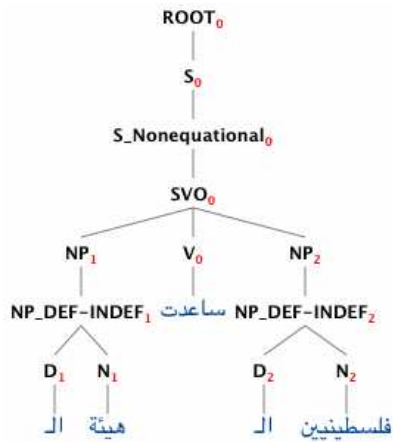 ROOT0
S0
S_Nonequational0
SVO0
NP1 V0 NP2
NP_DEF-INDEF1 ساعدت NP_DEF-INDEF2
D1 N1 D2 N2
الـ هيئة الـ فلسطينيين